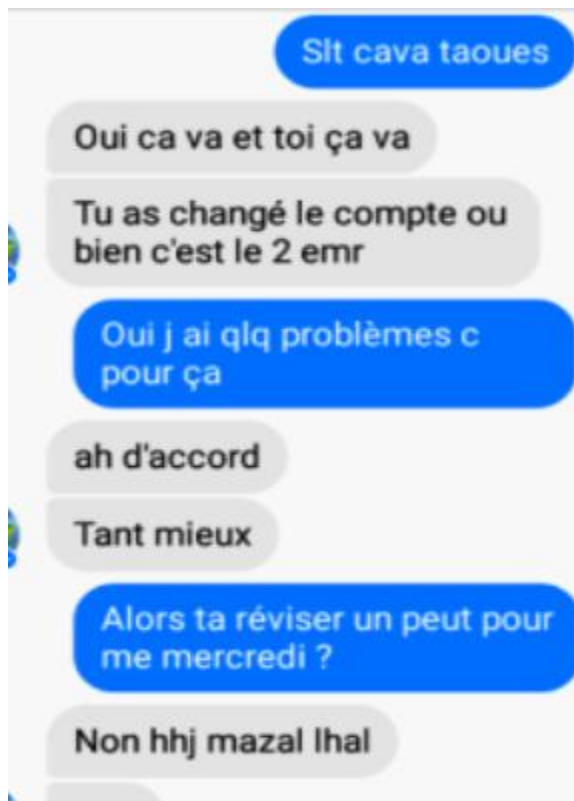 Slt cava taoues
Oui ca va et toi ça va
Tu as changé le compte ou
bien c'est le 2 emr
Oui j ai qlq problèmes c
pour ça
ah d'accord
Tant mieux
Alors ta réviser un peut pour
me mercredi ?
Non hhj mazal lhal